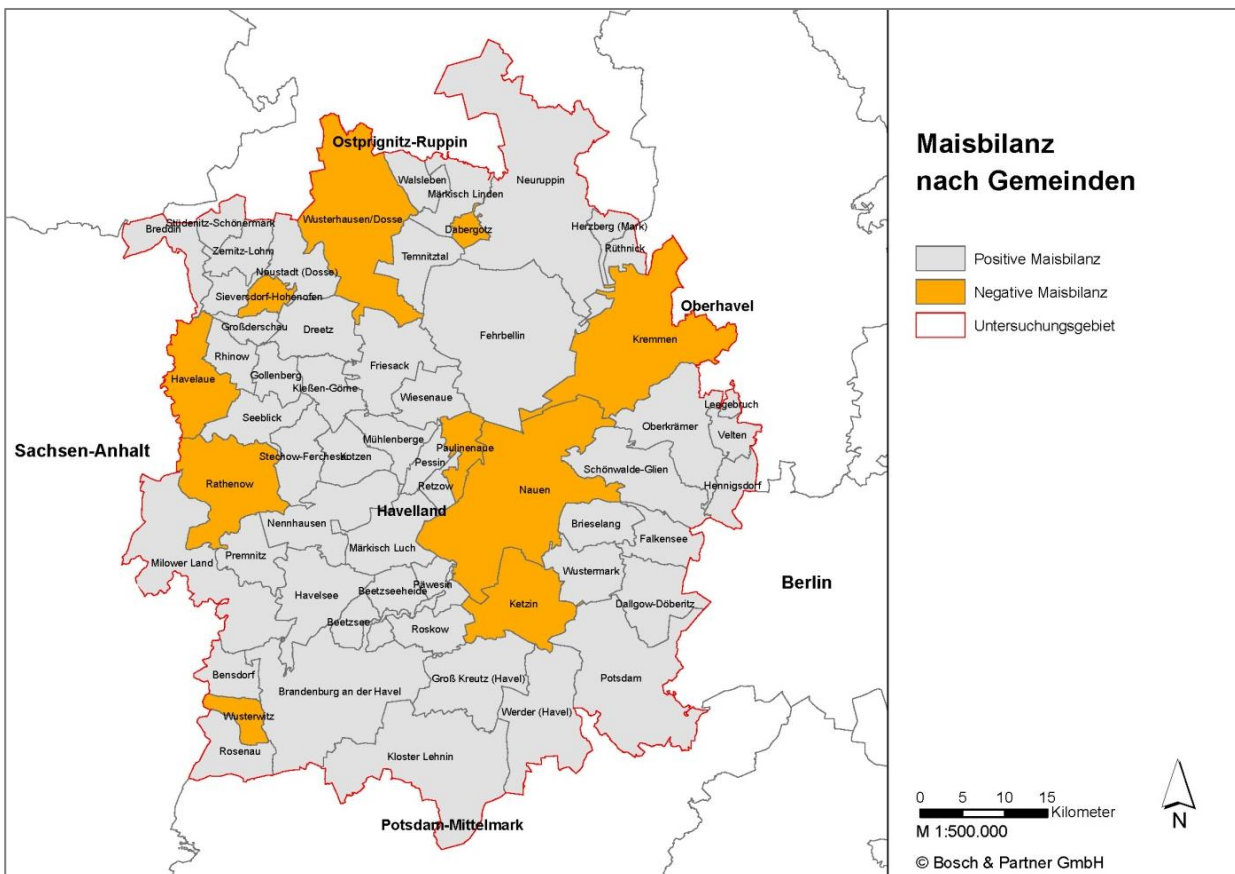 Maisbilanz
nach Gemeinden
Positive Maisbilanz
Negative Maisbilanz
Untersuchungsgebiet
0 5 10 15 Kilometer
M 1:500.000
N
© Bosch & Partner GmbH
Ostprignitz-Ruppin
Walsleben
Märkisch Linden
Neuruppin
Wusterhausen/Dosse
Dabergotz
Stüdenitz-Schönermark
Breddin
Herzberg (Mark)
Rüthnick
Zernitz-Lohm
Temnitztal
Neustadt (Dosse)
Sieversdorf-Hohenofen
Oberhavel
Großderschau
Dreetz
Fehrbellin
Kremmen
Rhinow
Friesack
Gollenberg
Havelaue
Kleßen-Görne
Wiesenaue
Leegebruch
Seeblick
Oberkrämer
Velten
Mühlenberge
Paulinenaue
Sachsen-Anhalt
Stechow-Ferchesar
Kotzen
Pessin
Schönwalde-Glien
Rathenow
Retzow
Nauen
Hennigsdorf
Havelland
Nennhausen
Brieselang
Falkensee
Märkisch Luch
Premnitz
Milower Land
Wustermark
Berlin
Päwesin
Beetzseeheide
Havelsee
Ketzin
Dallgow-Döberitz
Beetzsee
Roskow
Bensdorf
Groß Kreutz (Havel)
Potsdam
Brandenburg an der Havel
Werder (Havel)
Wusterwitz
Rosenau
Kloster Lehnin
Potsdam-Mittelmark